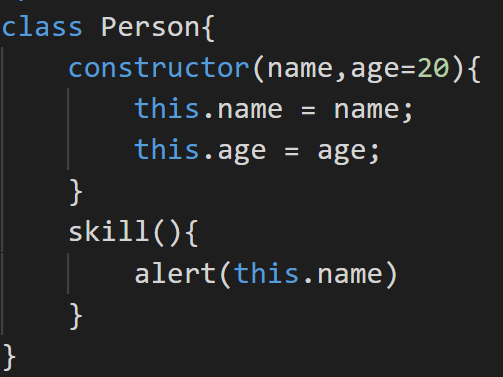 class Person{
    constructor(name,age=20){
        this.name = name;
        this.age = age;
    }
    skill(){
        alert(this.name)
    }
}